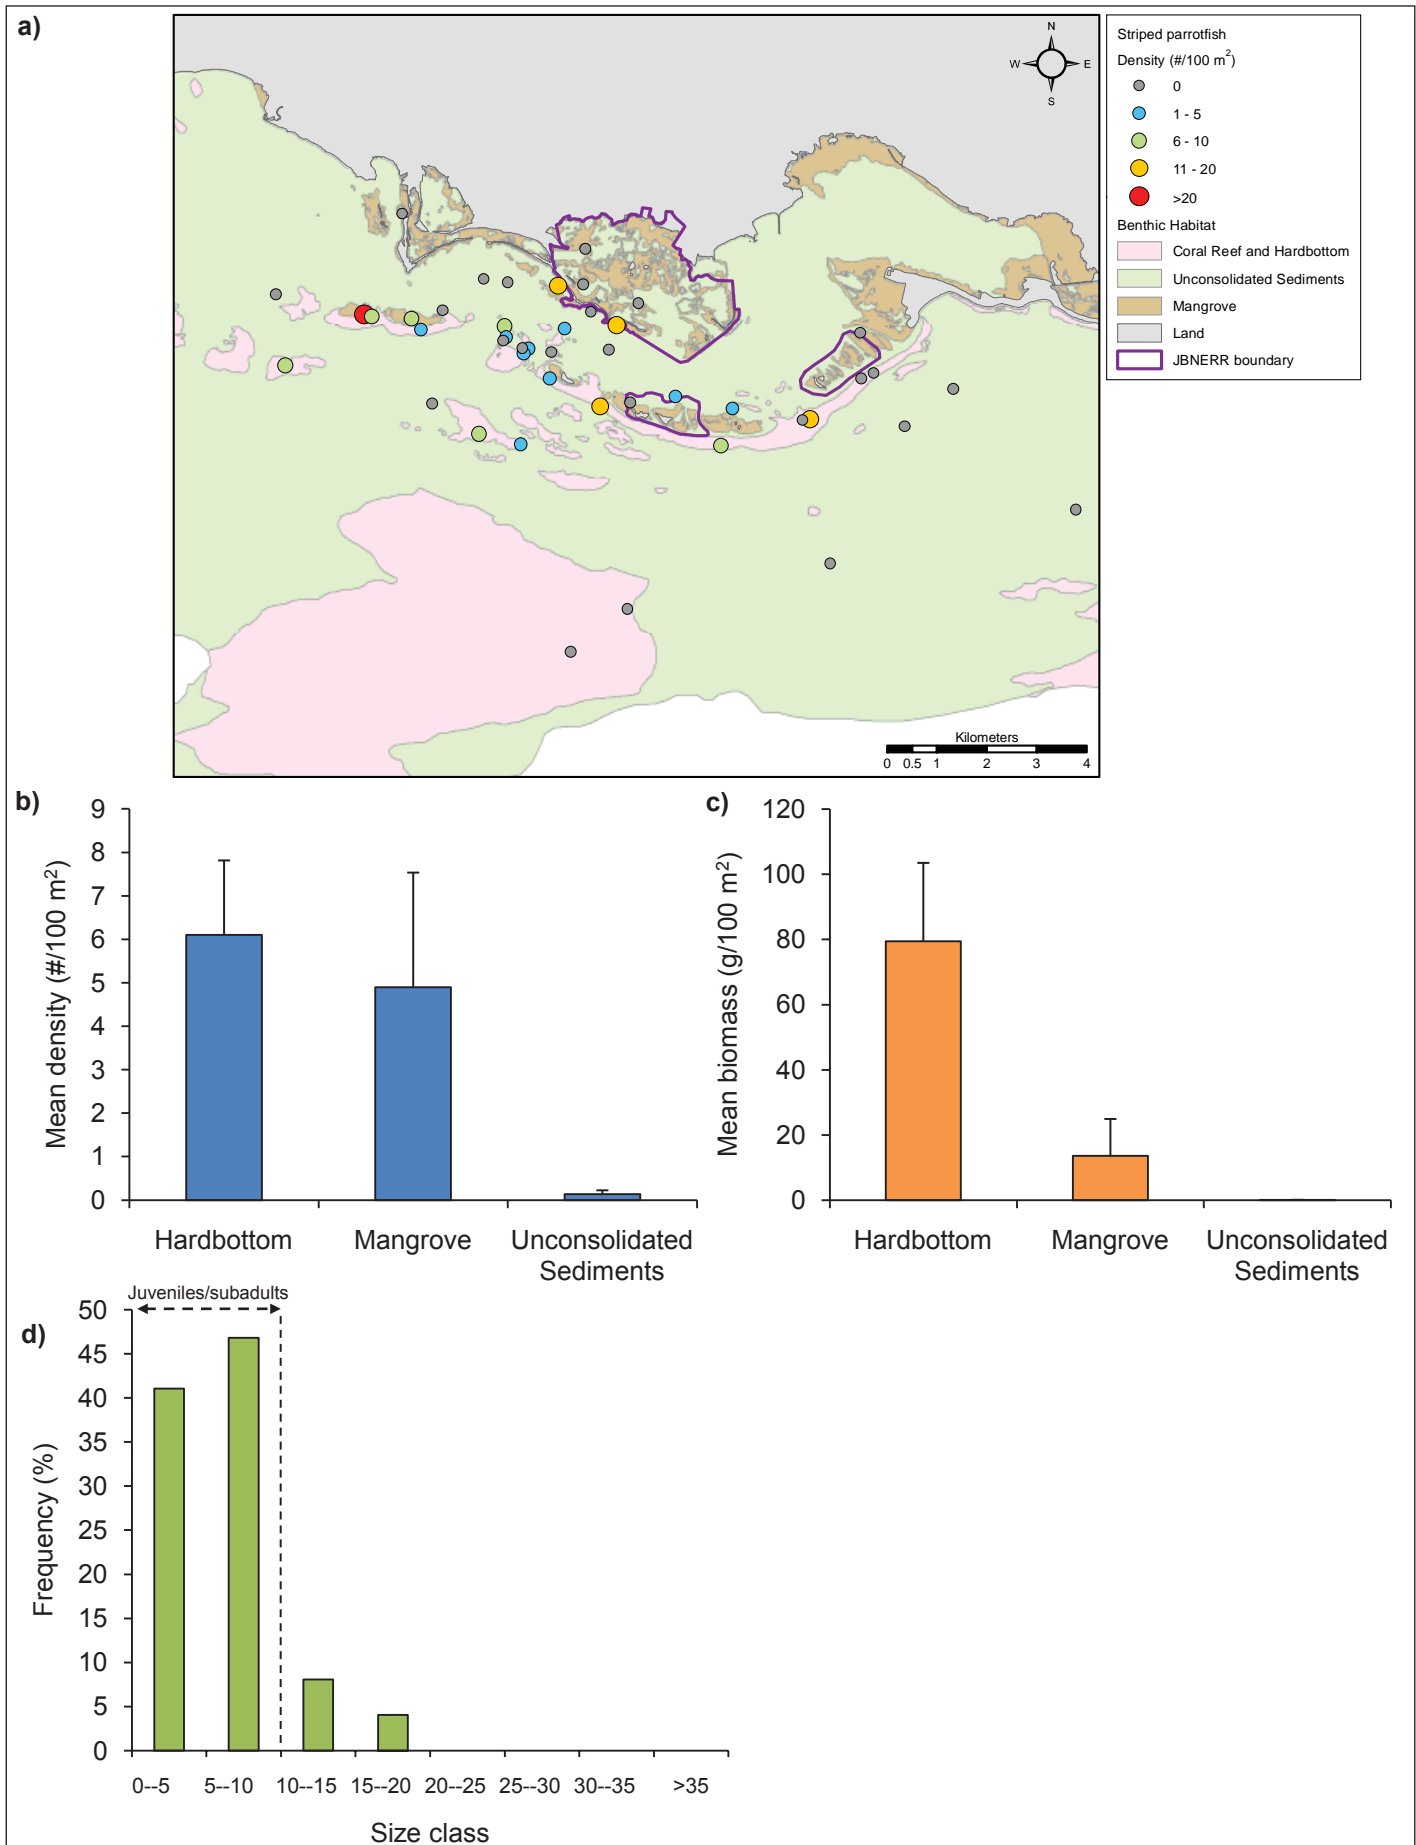 a)
N
W E
S
Striped parrotfish
Density (#/100 m²)
0
1 - 5
6 - 10
11 - 20
>20
Benthic Habitat
Coral Reef and Hardbottom
Unconsolidated Sediments
Mangrove
Land
JBNERR boundary
Kilometers
0 0.5 1 2 3 4
b)
Mean density (#/100 m²)
9
8
7
6
5
4
3
2
1
0
Hardbottom Mangrove Unconsolidated
Sediments
c)
Mean biomass (g/100 m²)
120
100
80
60
40
20
0
Hardbottom Mangrove Unconsolidated
Sediments
d)
Juveniles/subadults
Frequency (%)
50
45
40
35
30
25
20
15
10
5
0
0--5 5--10 10--15 15--20 20--25 25--30 30--35 >35
Size class